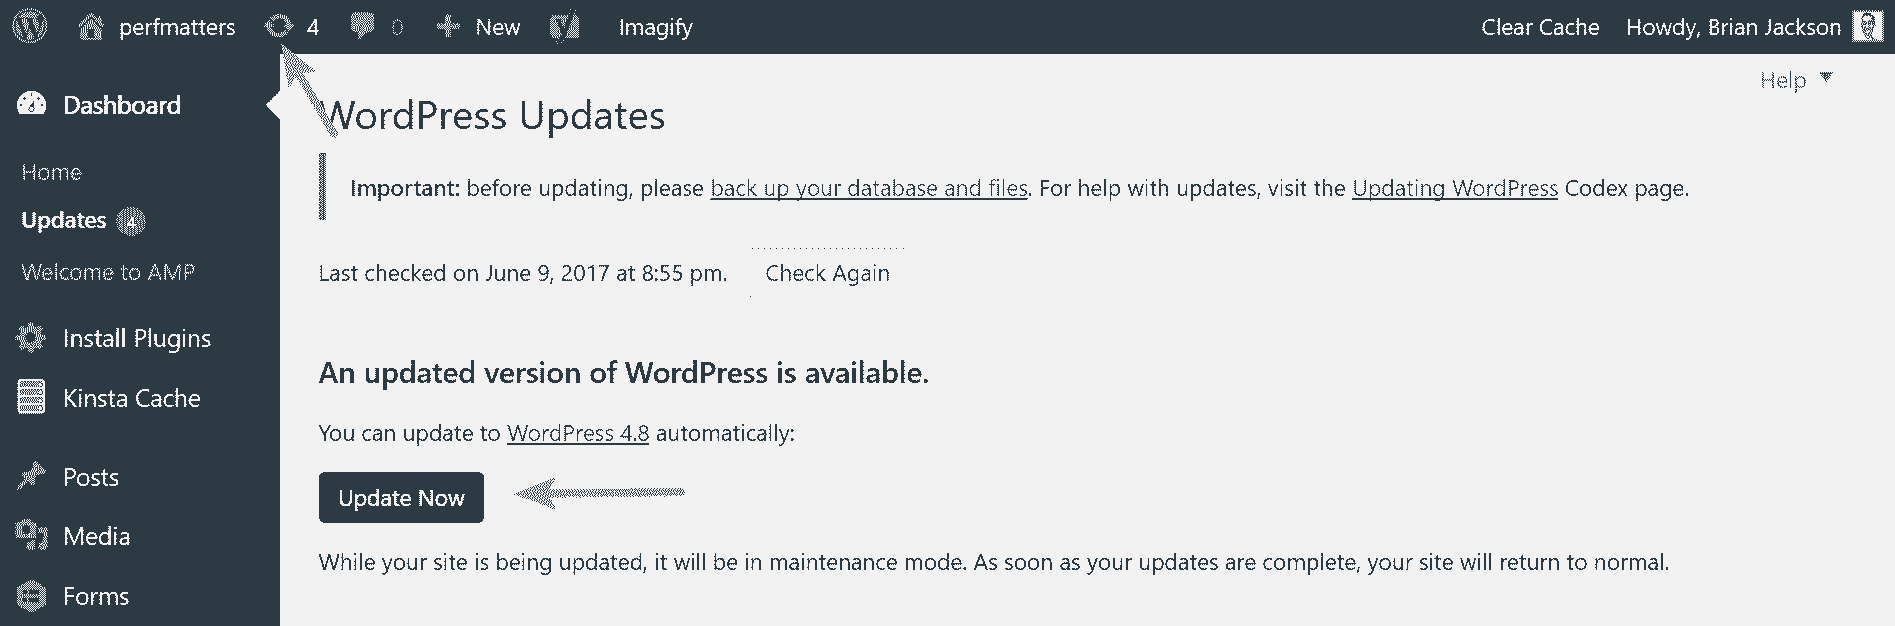 perfmatters 4 0 New Imagify Clear Cache Howdy, Brian Jackson
Help
Dashboard
Home
Updates 4
Welcome to AMP
Install Plugins
Kinsta Cache
Posts
Media
Forms
WordPress Updates
Important: before updating, please back up your database and files. For help with updates, visit the Updating WordPress Codex page.
Last checked on June 9, 2017 at 8:55 pm. Check Again
An updated version of WordPress is available.
You can update to WordPress 4.8 automatically:
Update Now
While your site is being updated, it will be in maintenance mode. As soon as your updates are complete, your site will return to normal.